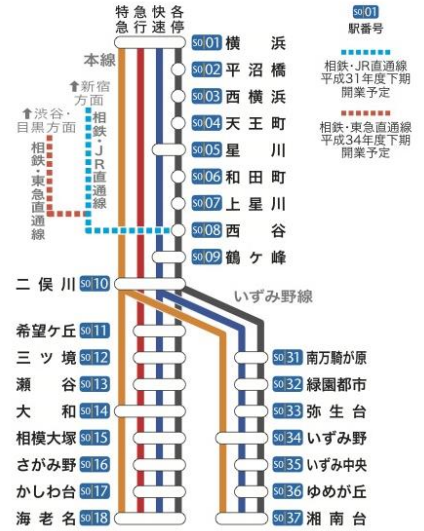 特急 急行 快速 各停
本線
SO01 横浜
SO02 平沼橋
SO03 西横浜
SO04 天王町
SO05 星川
SO06 和田町
SO07 上星川
SO08 西谷
SO09 鶴ヶ峰
二俣川 SO10
いずみ野線
希望ケ丘 SO11
三ツ境 SO12
瀬谷 SO13
大和 SO14
相模大塚 SO15
さがみ野 SO16
かしわ台 SO17
海老名 SO18
SO31 南万騎が原
SO32 緑園都市
SO33 弥生台
SO34 いずみ野
SO35 いずみ中央
SO36 ゆめが丘
SO37 湘南台
↑新宿
方面
↑渋谷・
目黒方面
相鉄・JR直通線
相鉄・東急直通線
SO01
駅番号
相鉄・JR直通線
平成31年度下期
開業予定
相鉄・東急直通線
平成34年度下期
開業予定